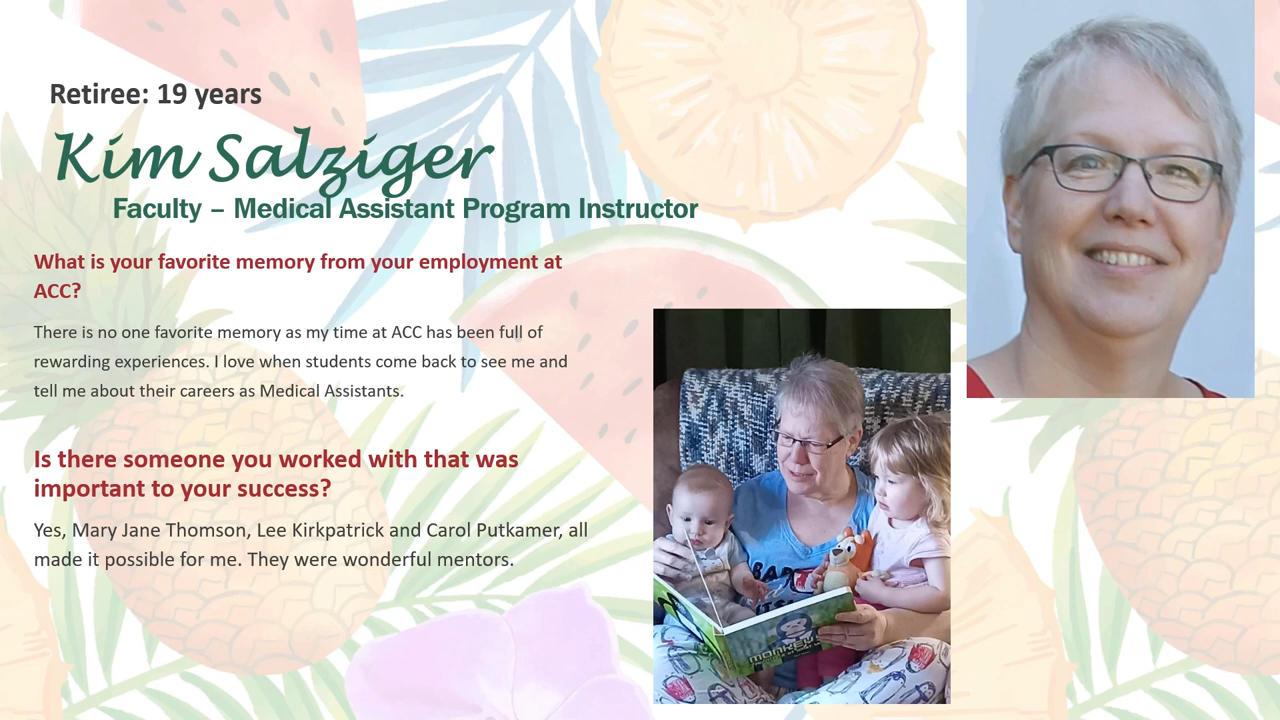 Retiree: 19 years
Kim Salziger
Faculty – Medical Assistant Program Instructor
What is your favorite memory from your employment at
ACC?
There is no one favorite memory as my time at ACC has been full of
rewarding experiences. I love when students come back to see me and
tell me about their careers as Medical Assistants.
Is there someone you worked with that was
important to your success?
Yes, Mary Jane Thomson, Lee Kirkpatrick and Carol Putkamer, all
made it possible for me. They were wonderful mentors.